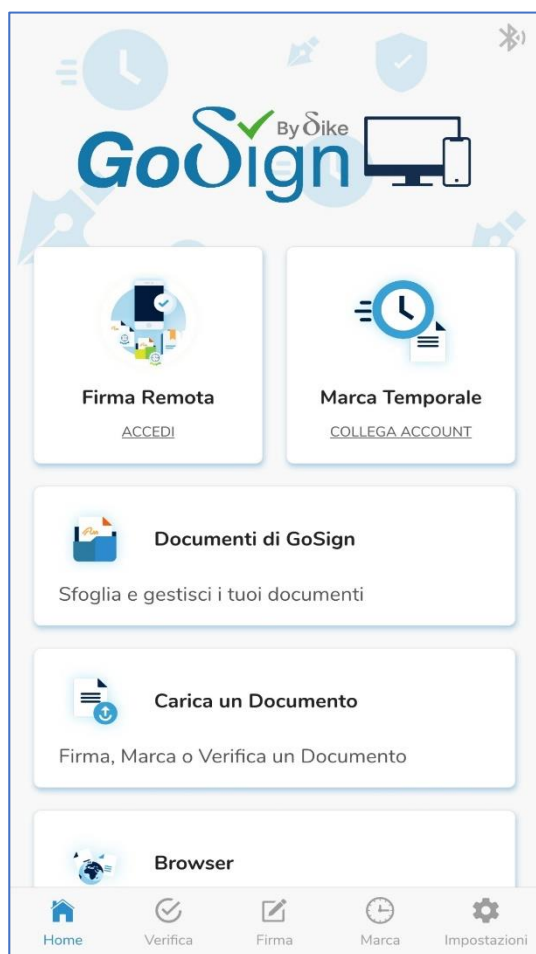 GoSign By Dike
Firma Remota
ACCEDI
Marca Temporale
COLLEGA ACCOUNT
Documenti di GoSign
Sfoglia e gestisci i tuoi documenti
Carica un Documento
Firma, Marca o Verifica un Documento
Browser
Home Verifica Firma Marca Impostazioni